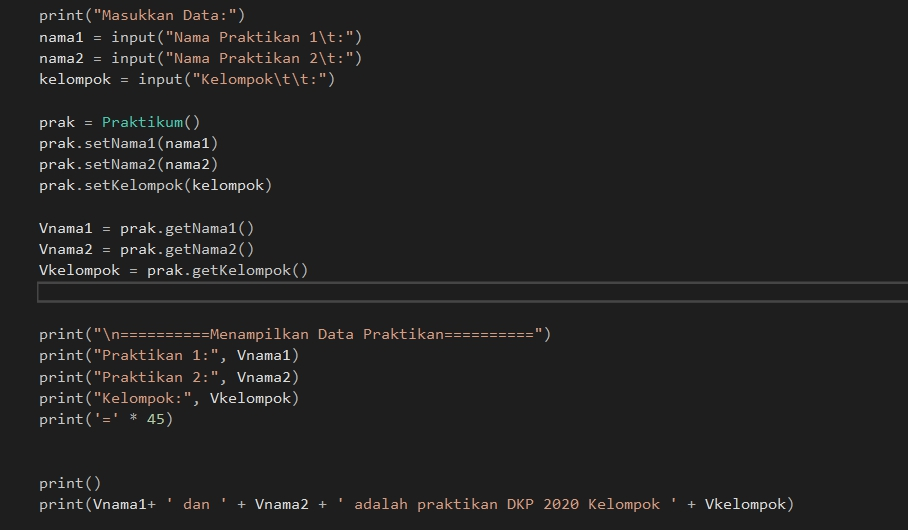 print("Masukkan Data:")
nama1 = input("Nama Praktikan 1\t:")
nama2 = input("Nama Praktikan 2\t:")
kelompok = input("Kelompok\t\t:")
prak = Praktikum()
prak.setNama1(nama1)
prak.setNama2(nama2)
prak.setKelompok(kelompok)
Vnama1 = prak.getNama1()
Vnama2 = prak.getNama2()
Vkelompok = prak.getKelompok()
print("\n==========Menampilkan Data Praktikan==========")
print("Praktikan 1:", Vnama1)
print("Praktikan 2:", Vnama2)
print("Kelompok:", Vkelompok)
print('=' * 45)
print()
print(Vnama1+ ' dan ' + Vnama2 + ' adalah praktikan DKP 2020 Kelompok ' + Vkelompok)